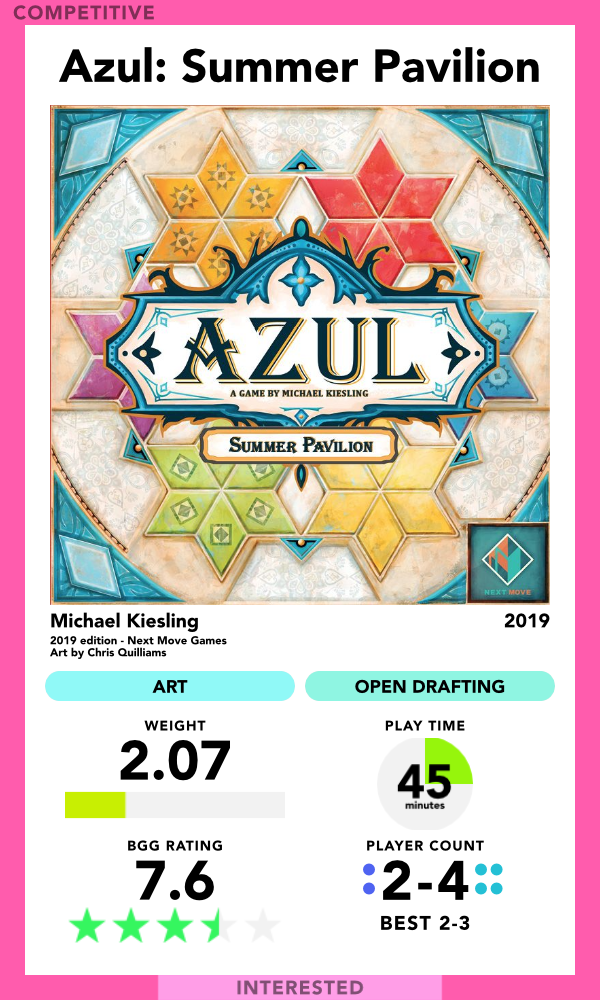 COMPETITIVE
Azul: Summer Pavilion
AZUL
A GAME BY MICHAEL KIESLING
SUMMER PAVILION
NEXT MOVE
Michael Kiesling
2019
2019 edition - Next Move Games
Art by Chris Quilliams
ART
OPEN DRAFTING
WEIGHT
2.07
PLAY TIME
45
minutes
BGG RATING
7.6
PLAYER COUNT
2-4
BEST 2-3
INTERESTED